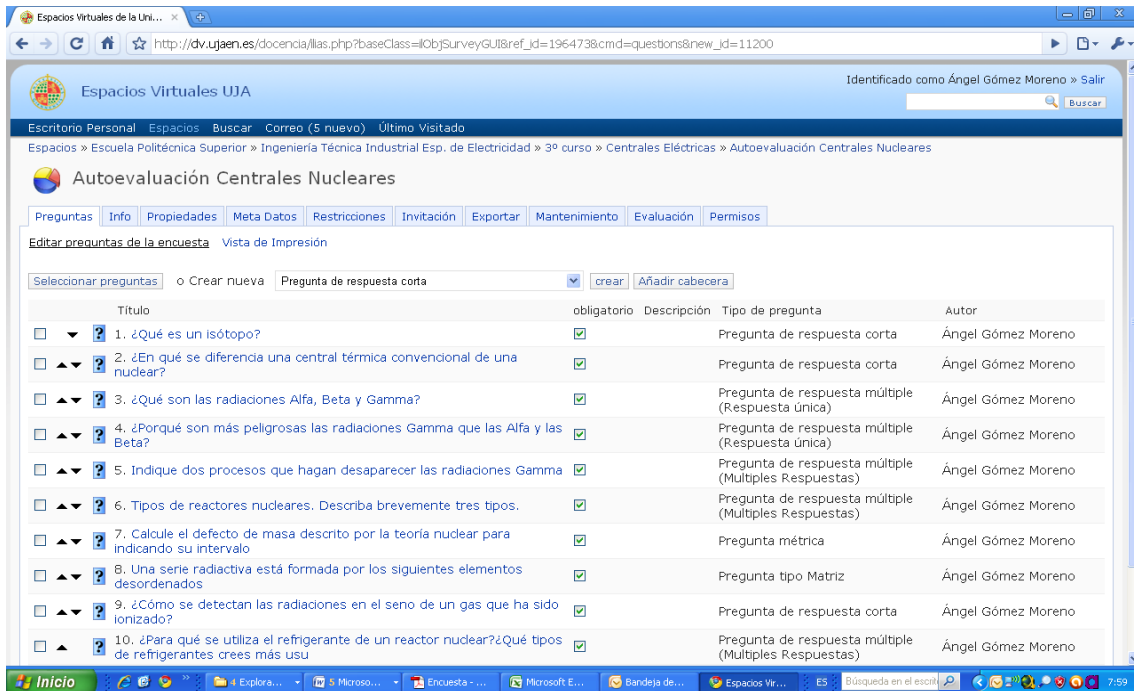 Espacios Virtuales de la Uni...
http://dv.ujaen.es/docencia/ilias.php?baseClass=ilObjSurveyGUI&ref_id=196473&cmd=questions&new_id=11200
Identificado como Ángel Gómez Moreno » Salir
Espacios Virtuales UJA
Buscar
Escritorio Personal Espacios Buscar Correo (5 nuevo) Último Visitado
Espacios » Escuela Politécnica Superior » Ingeniería Técnica Industrial Esp. de Electricidad » 3º curso » Centrales Eléctricas » Autoevaluación Centrales Nucleares
Autoevaluación Centrales Nucleares
Preguntas Info Propiedades Meta Datos Restricciones Invitación Exportar Mantenimiento Evaluación Permisos
Editar preguntas de la encuesta Vista de Impresión
Seleccionar preguntas o Crear nueva Pregunta de respuesta corta crear Añadir cabecera
Título obligatorio Descripción Tipo de pregunta Autor
1. ¿Qué es un isótopo? Pregunta de respuesta corta Ángel Gómez Moreno
2. ¿En qué se diferencia una central térmica convencional de una
nuclear? Pregunta de respuesta corta Ángel Gómez Moreno
3. ¿Qué son las radiaciones Alfa, Beta y Gamma? Pregunta de respuesta múltiple
(Respuesta única) Ángel Gómez Moreno
4. ¿Porqué son más peligrosas las radiaciones Gamma que las Alfa y las
Beta? Pregunta de respuesta múltiple
(Respuesta única) Ángel Gómez Moreno
5. Indique dos procesos que hagan desaparecer las radiaciones Gamma Pregunta de respuesta múltiple
(Multiples Respuestas) Ángel Gómez Moreno
6. Tipos de reactores nucleares. Describa brevemente tres tipos. Pregunta de respuesta múltiple
(Multiples Respuestas) Ángel Gómez Moreno
7. Calcule el defecto de masa descrito por la teoría nuclear para
indicando su intervalo Pregunta métrica Ángel Gómez Moreno
8. Una serie radiactiva está formada por los siguientes elementos
desordenados Pregunta tipo Matriz Ángel Gómez Moreno
9. ¿Cómo se detectan las radiaciones en el seno de un gas que ha sido
ionizado? Pregunta de respuesta corta Ángel Gómez Moreno
10. ¿Para qué se utiliza el refrigerante de un reactor nuclear?¿Qué tipos
de refrigerantes crees más usu Pregunta de respuesta múltiple
(Multiples Respuestas) Ángel Gómez Moreno
Inicio 4 Explora... 5 Microso... Encuesta - ... Microsoft E... Bandeja de... Espacios Vir... ES Búsqueda en el escrito 7:59